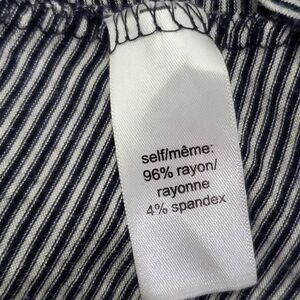 self/même:
96% rayon/
rayonne
4% spandex